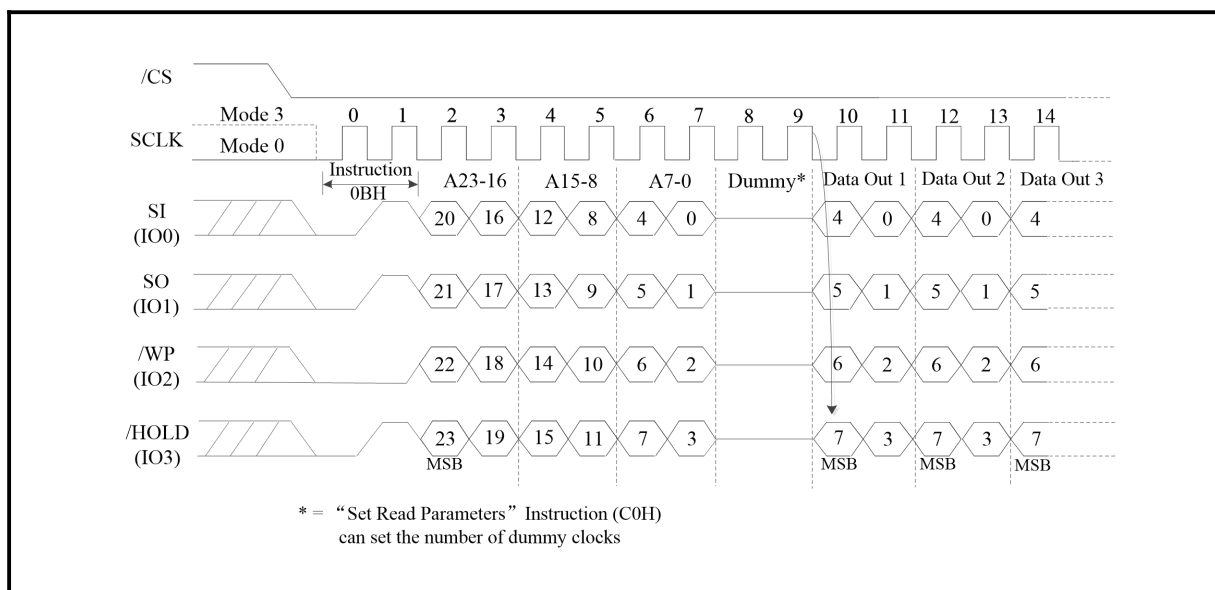 /CS
Mode 3 0 1 2 3 4 5 6 7 8 9 10 11 12 13 14
SCLK
Mode 0
Instruction
0BH
A23-16 A15-8 A7-0 Dummy* Data Out 1 Data Out 2 Data Out 3
SI
(IO0)
20 16 12 8 4 0 4 0 4 0 4
SO
(IO1)
21 17 13 9 5 1 5 1 5 1 5
/WP
(IO2)
22 18 14 10 6 2 6 2 6 2 6
/HOLD
(IO3)
23 19 15 11 7 3 7 3 7 3 7
MSB MSB MSB MSB
* = “Set Read Parameters” Instruction (C0H)
can set the number of dummy clocks